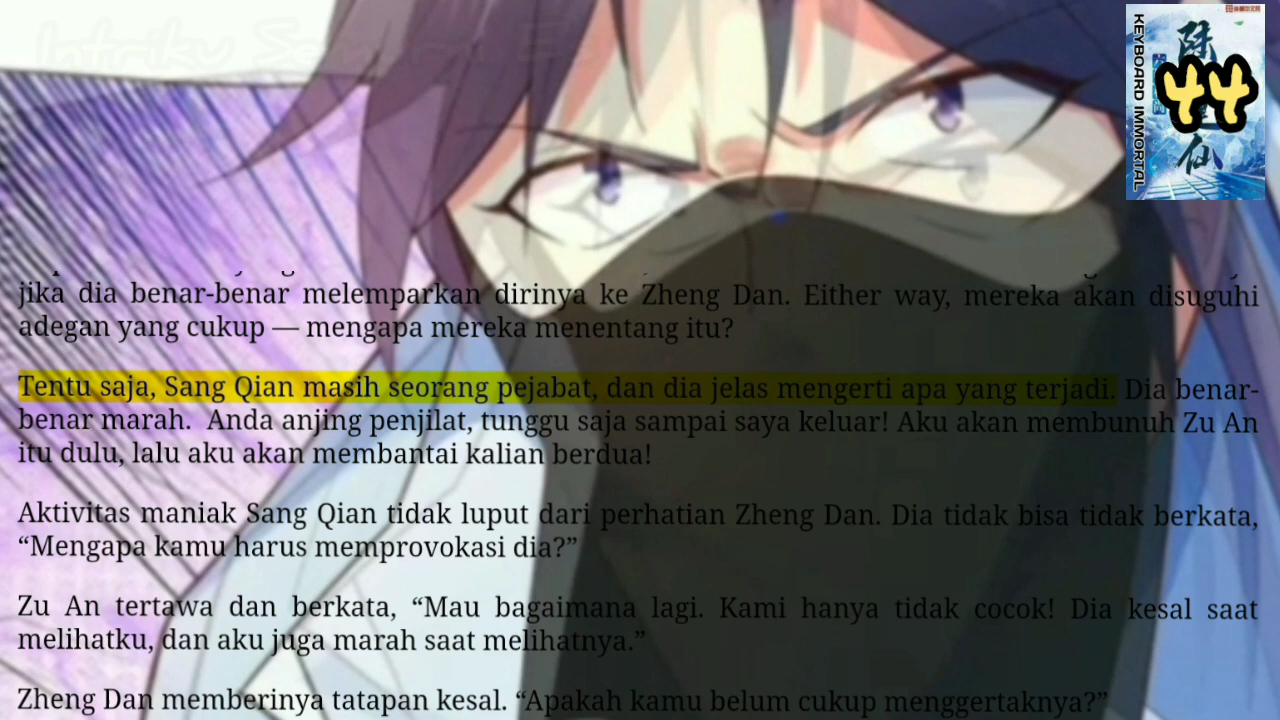 Intriku
KEYBOARD IMMORTAL
陆
44
仙
jika dia benar-benar melemparkan dirinya ke Zheng Dan. Either way, mereka akan disuguhi
adegan yang cukup — mengapa mereka menentang itu?
Tentu saja, Sang Qian masih seorang pejabat, dan dia jelas mengerti apa yang terjadi. Dia benar-
benar marah.  Anda anjing penjilat, tunggu saja sampai saya keluar! Aku akan membunuh Zu An
itu dulu, lalu aku akan membantai kalian berdua!
Aktivitas maniak Sang Qian tidak luput dari perhatian Zheng Dan. Dia tidak bisa tidak berkata,
“Mengapa kamu harus memprovokasi dia?”
Zu An tertawa dan berkata, “Mau bagaimana lagi. Kami hanya tidak cocok! Dia kesal saat
melihatku, dan aku juga marah saat melihatnya.”
Zheng Dan memberinya tatapan kesal. “Apakah kamu belum cukup menggertaknya?”